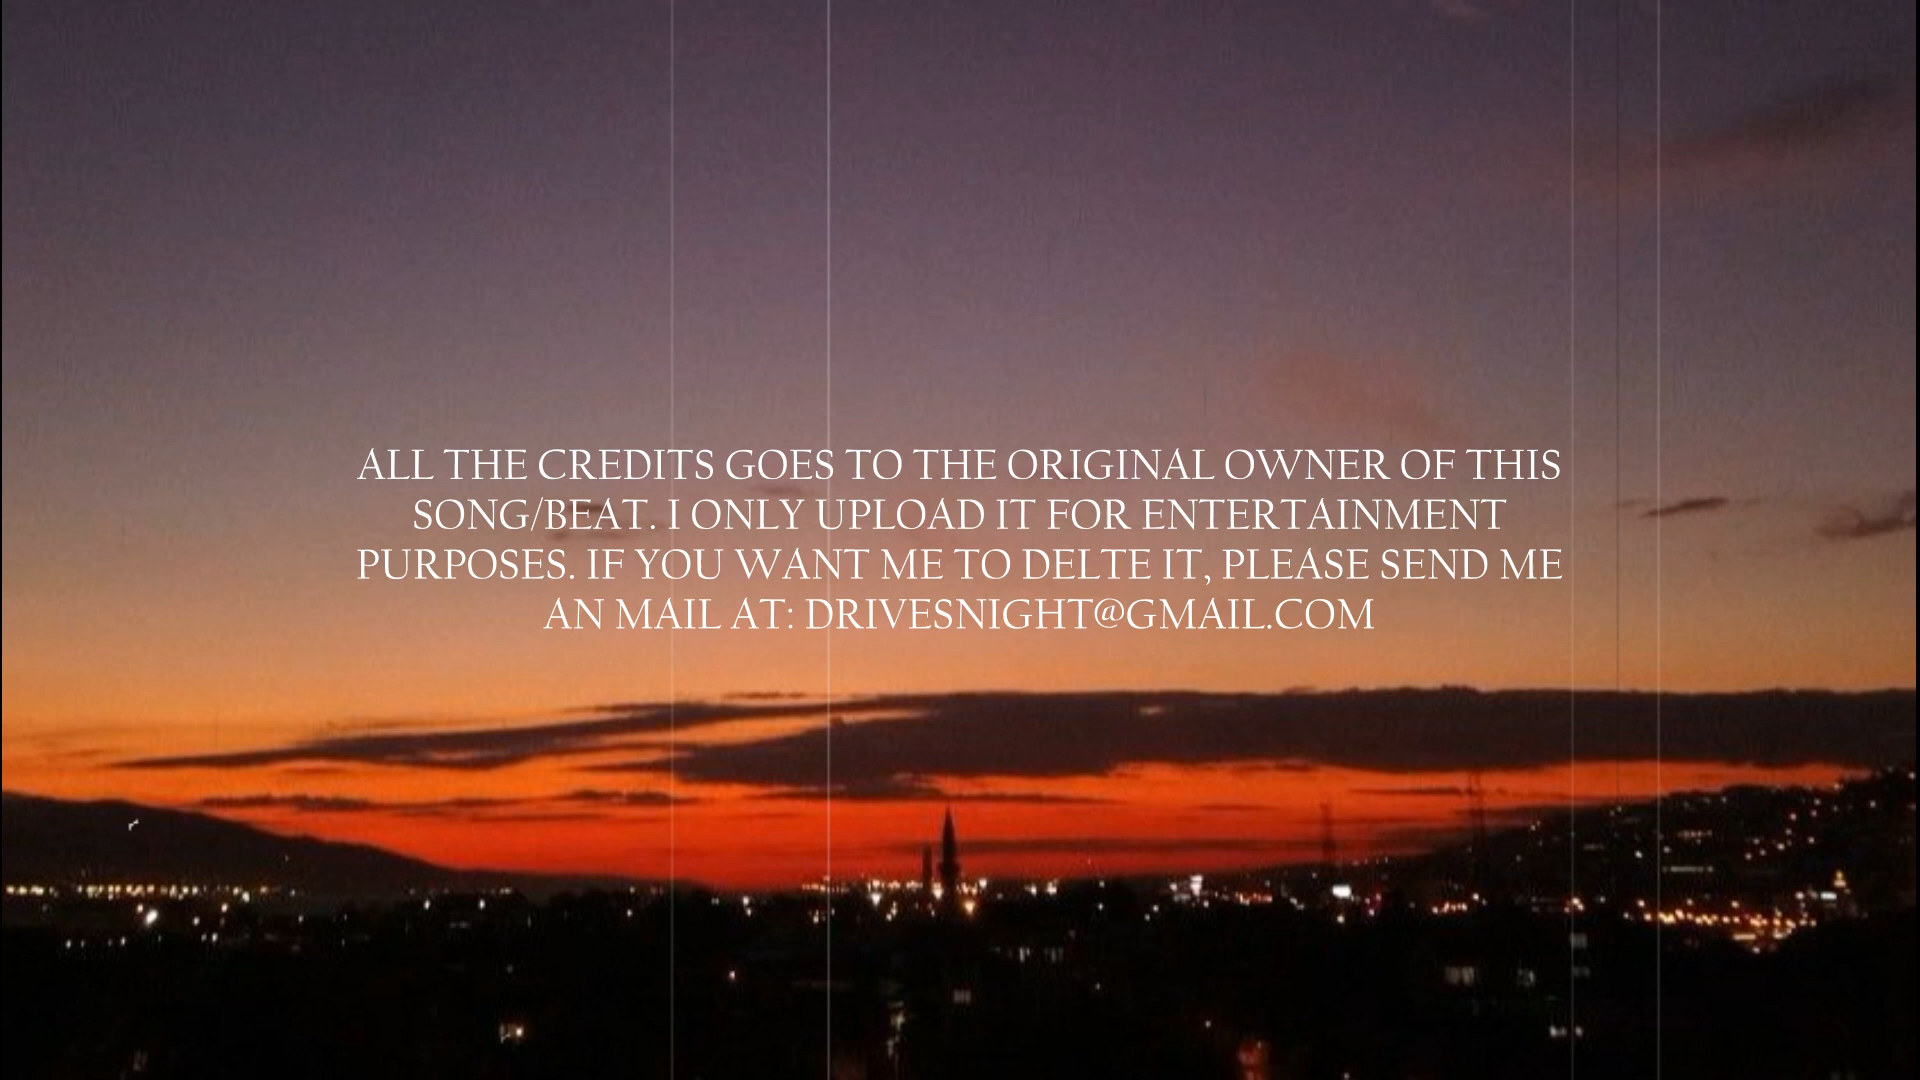 ALL THE CREDITS GOES TO THE ORIGINAL OWNER OF THIS
SONG/BEAT. I ONLY UPLOAD IT FOR ENTERTAINMENT
PURPOSES. IF YOU WANT ME TO DELTE IT, PLEASE SEND ME
AN MAIL AT: DRIVESNIGHT@GMAIL.COM